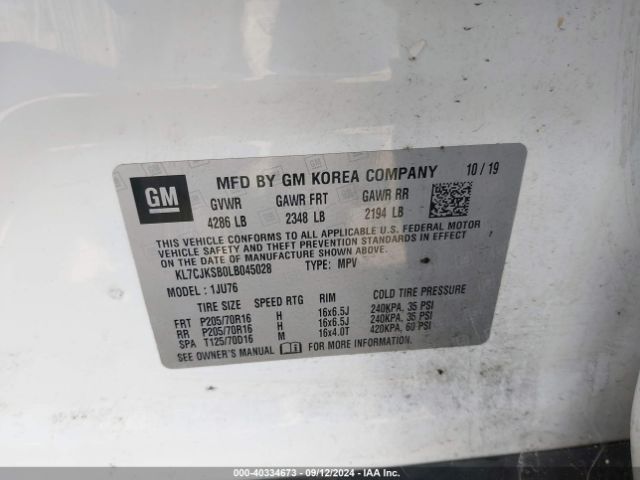 GM
MFD BY GM KOREA COMPANY 10/19
GVWR GAWR FRT GAWR RR
4286 LB 2348 LB 2194 LB
THIS VEHICLE CONFORMS TO ALL APPLICABLE U.S. FEDERAL MOTOR
VEHICLE SAFETY AND THEFT PREVENTION STANDARDS IN EFFECT ON
THE DATE OF MANUFACTURE SHOWN ABOVE.
KL7CJKSB0LB045028 TYPE: MPV
MODEL: 1JU76
TIRE SIZE SPEED RTG RIM COLD TIRE PRESSURE
FRT P205/70R16 H 16x6.5J 240KPA, 35 PSI
RR P205/70R16 H 16x6.5J 240KPA, 35 PSI
SPA T125/70D16 M 16x4.0T 420KPA, 60 PSI
SEE OWNER'S MANUAL FOR MORE INFORMATION.
000-40334673 - 09/12/2024 - IAA Inc.